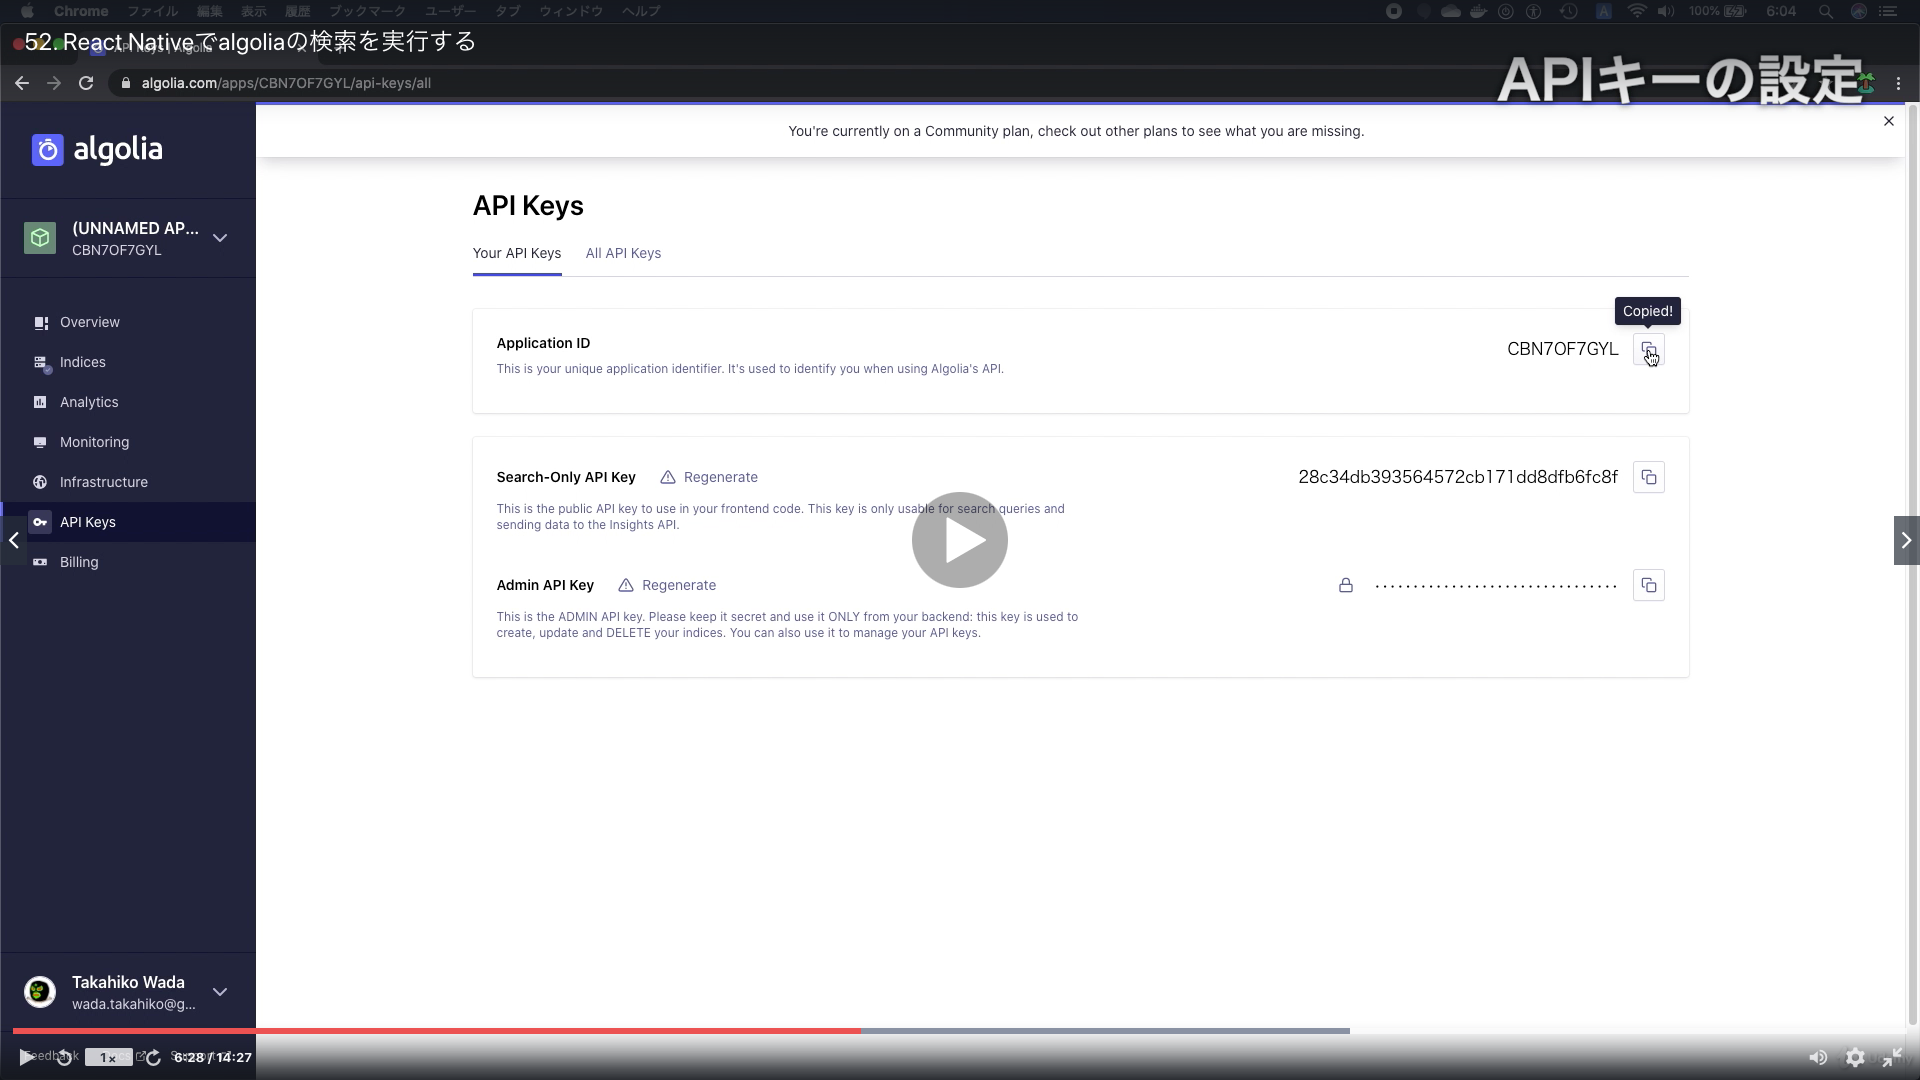 Chrome ファイル 編集 表示 履歴 ブックマーク ユーザー タブ ウィンドウ ヘルプ
A 100% 6:04
52. React Nativeでalgoliaの検索を実行する
algolia.com/apps/CBN7OF7GYL/api-keys/all
APIキーの設定
You're currently on a Community plan, check out other plans to see what you are missing.
algolia
(UNNAMED AP...
CBN7OF7GYL
Overview
Indices
Analytics
Monitoring
Infrastructure
API Keys
Billing
API Keys
Your API Keys All API Keys
Copied!
Application ID
CBN7OF7GYL
This is your unique application identifier. It's used to identify you when using Algolia's API.
Search-Only API Key Regenerate
28c34db393564572cb171dd8dfb6fc8f
This is the public API key to use in your frontend code. This key is only usable for search queries and
sending data to the Insights API.
Admin API Key Regenerate
................................
This is the ADMIN API key. Please keep it secret and use it ONLY from your backend: this key is used to
create, update and DELETE your indices. You can also use it to manage your API keys.
Takahiko Wada
wada.takahiko@g...
Feedback
1x
6:28 / 14:27